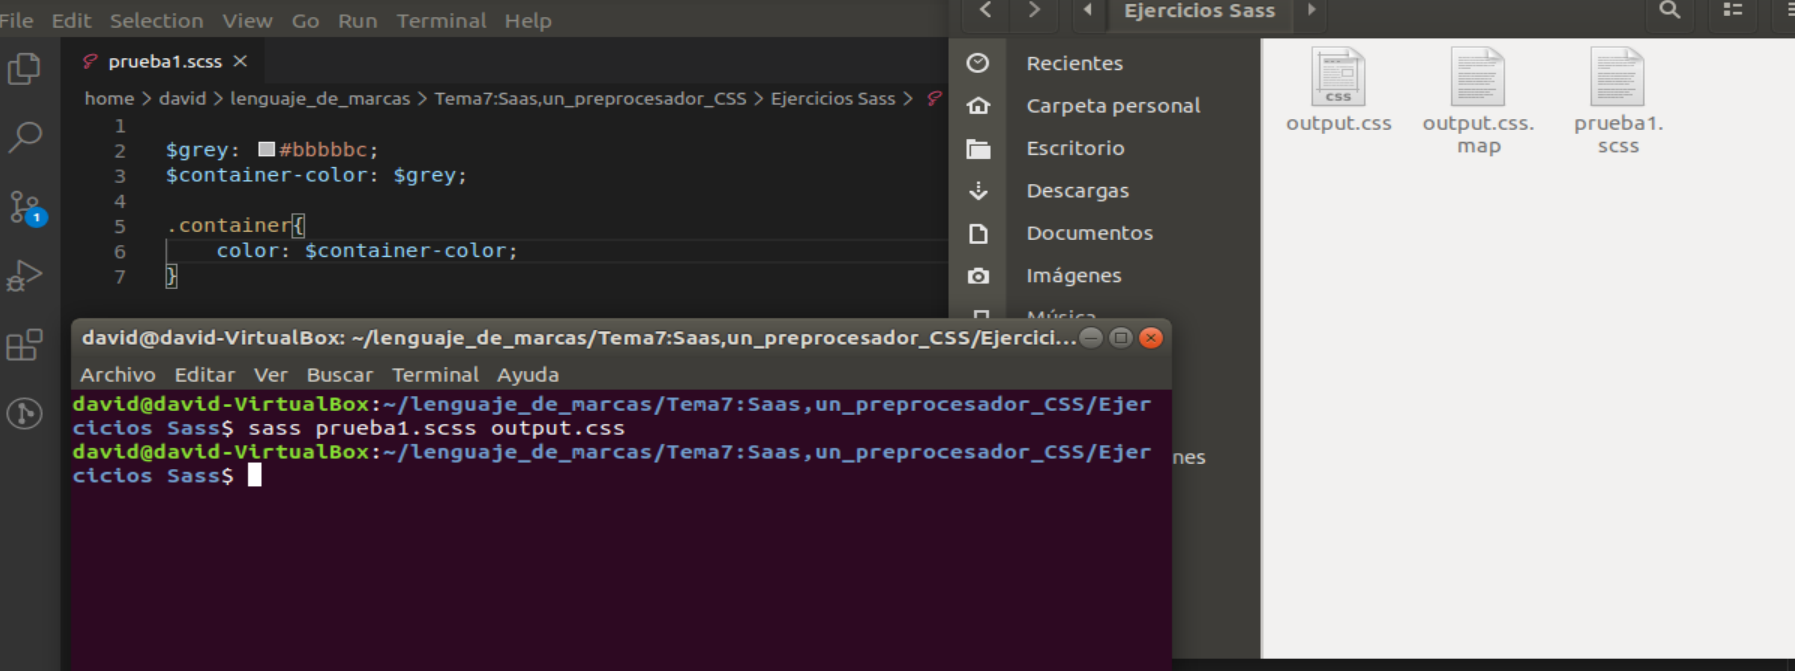 File Edit Selection View Go Run Terminal Help
prueba1.scss
home > david > lenguaje_de_marcas > Tema7:Saas,un_preprocesador_CSS > Ejercicios Sass >
1
2 $grey: #bbbbbc;
3 $container-color: $grey;
4
5 .container{
6 color: $container-color;
7 }
1
Ejercicios Sass
Recientes
Carpeta personal
Escritorio
Descargas
Documentos
Imágenes
Música
nes
css
output.css
output.css.
map
prueba1.
scss
david@david-VirtualBox: ~/lenguaje_de_marcas/Tema7:Saas,un_preprocesador_CSS/Ejercici...
Archivo Editar Ver Buscar Terminal Ayuda
david@david-VirtualBox:~/lenguaje_de_marcas/Tema7:Saas,un_preprocesador_CSS/Ejer
cicios Sass$ sass prueba1.scss output.css
david@david-VirtualBox:~/lenguaje_de_marcas/Tema7:Saas,un_preprocesador_CSS/Ejer
cicios Sass$